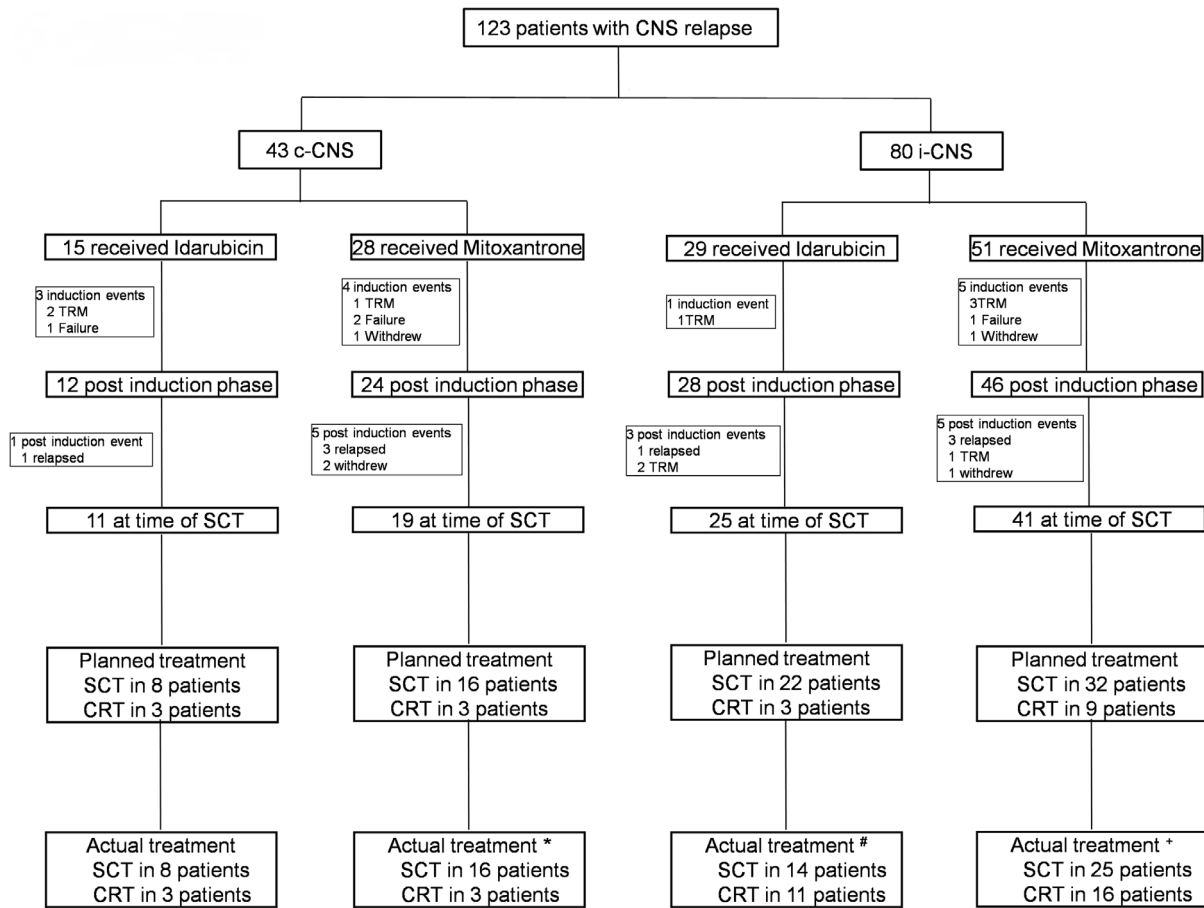 123 patients with CNS relapse
43 c-CNS
80 i-CNS
15 received Idarubicin
28 received Mitoxantrone
29 received Idarubicin
51 received Mitoxantrone
3 induction events
2 TRM
1 Failure
4 induction events
1 TRM
2 Failure
1 Withdrew
1 induction event
1TRM
5 induction events
3TRM
1 Failure
1 Withdrew
12 post induction phase
24 post induction phase
28 post induction phase
46 post induction phase
1 post induction event
1 relapsed
5 post induction events
3 relapsed
2 withdrew
3 post induction events
1 relapsed
2 TRM
5 post induction events
3 relapsed
1 TRM
1 withdrew
11 at time of SCT
19 at time of SCT
25 at time of SCT
41 at time of SCT
Planned treatment
SCT in 8 patients
CRT in 3 patients
Planned treatment
SCT in 16 patients
CRT in 3 patients
Planned treatment
SCT in 22 patients
CRT in 3 patients
Planned treatment
SCT in 32 patients
CRT in 9 patients
Actual treatment
SCT in 8 patients
CRT in 3 patients
Actual treatment *
SCT in 16 patients
CRT in 3 patients
Actual treatment #
SCT in 14 patients
CRT in 11 patients
Actual treatment +
SCT in 25 patients
CRT in 16 patients